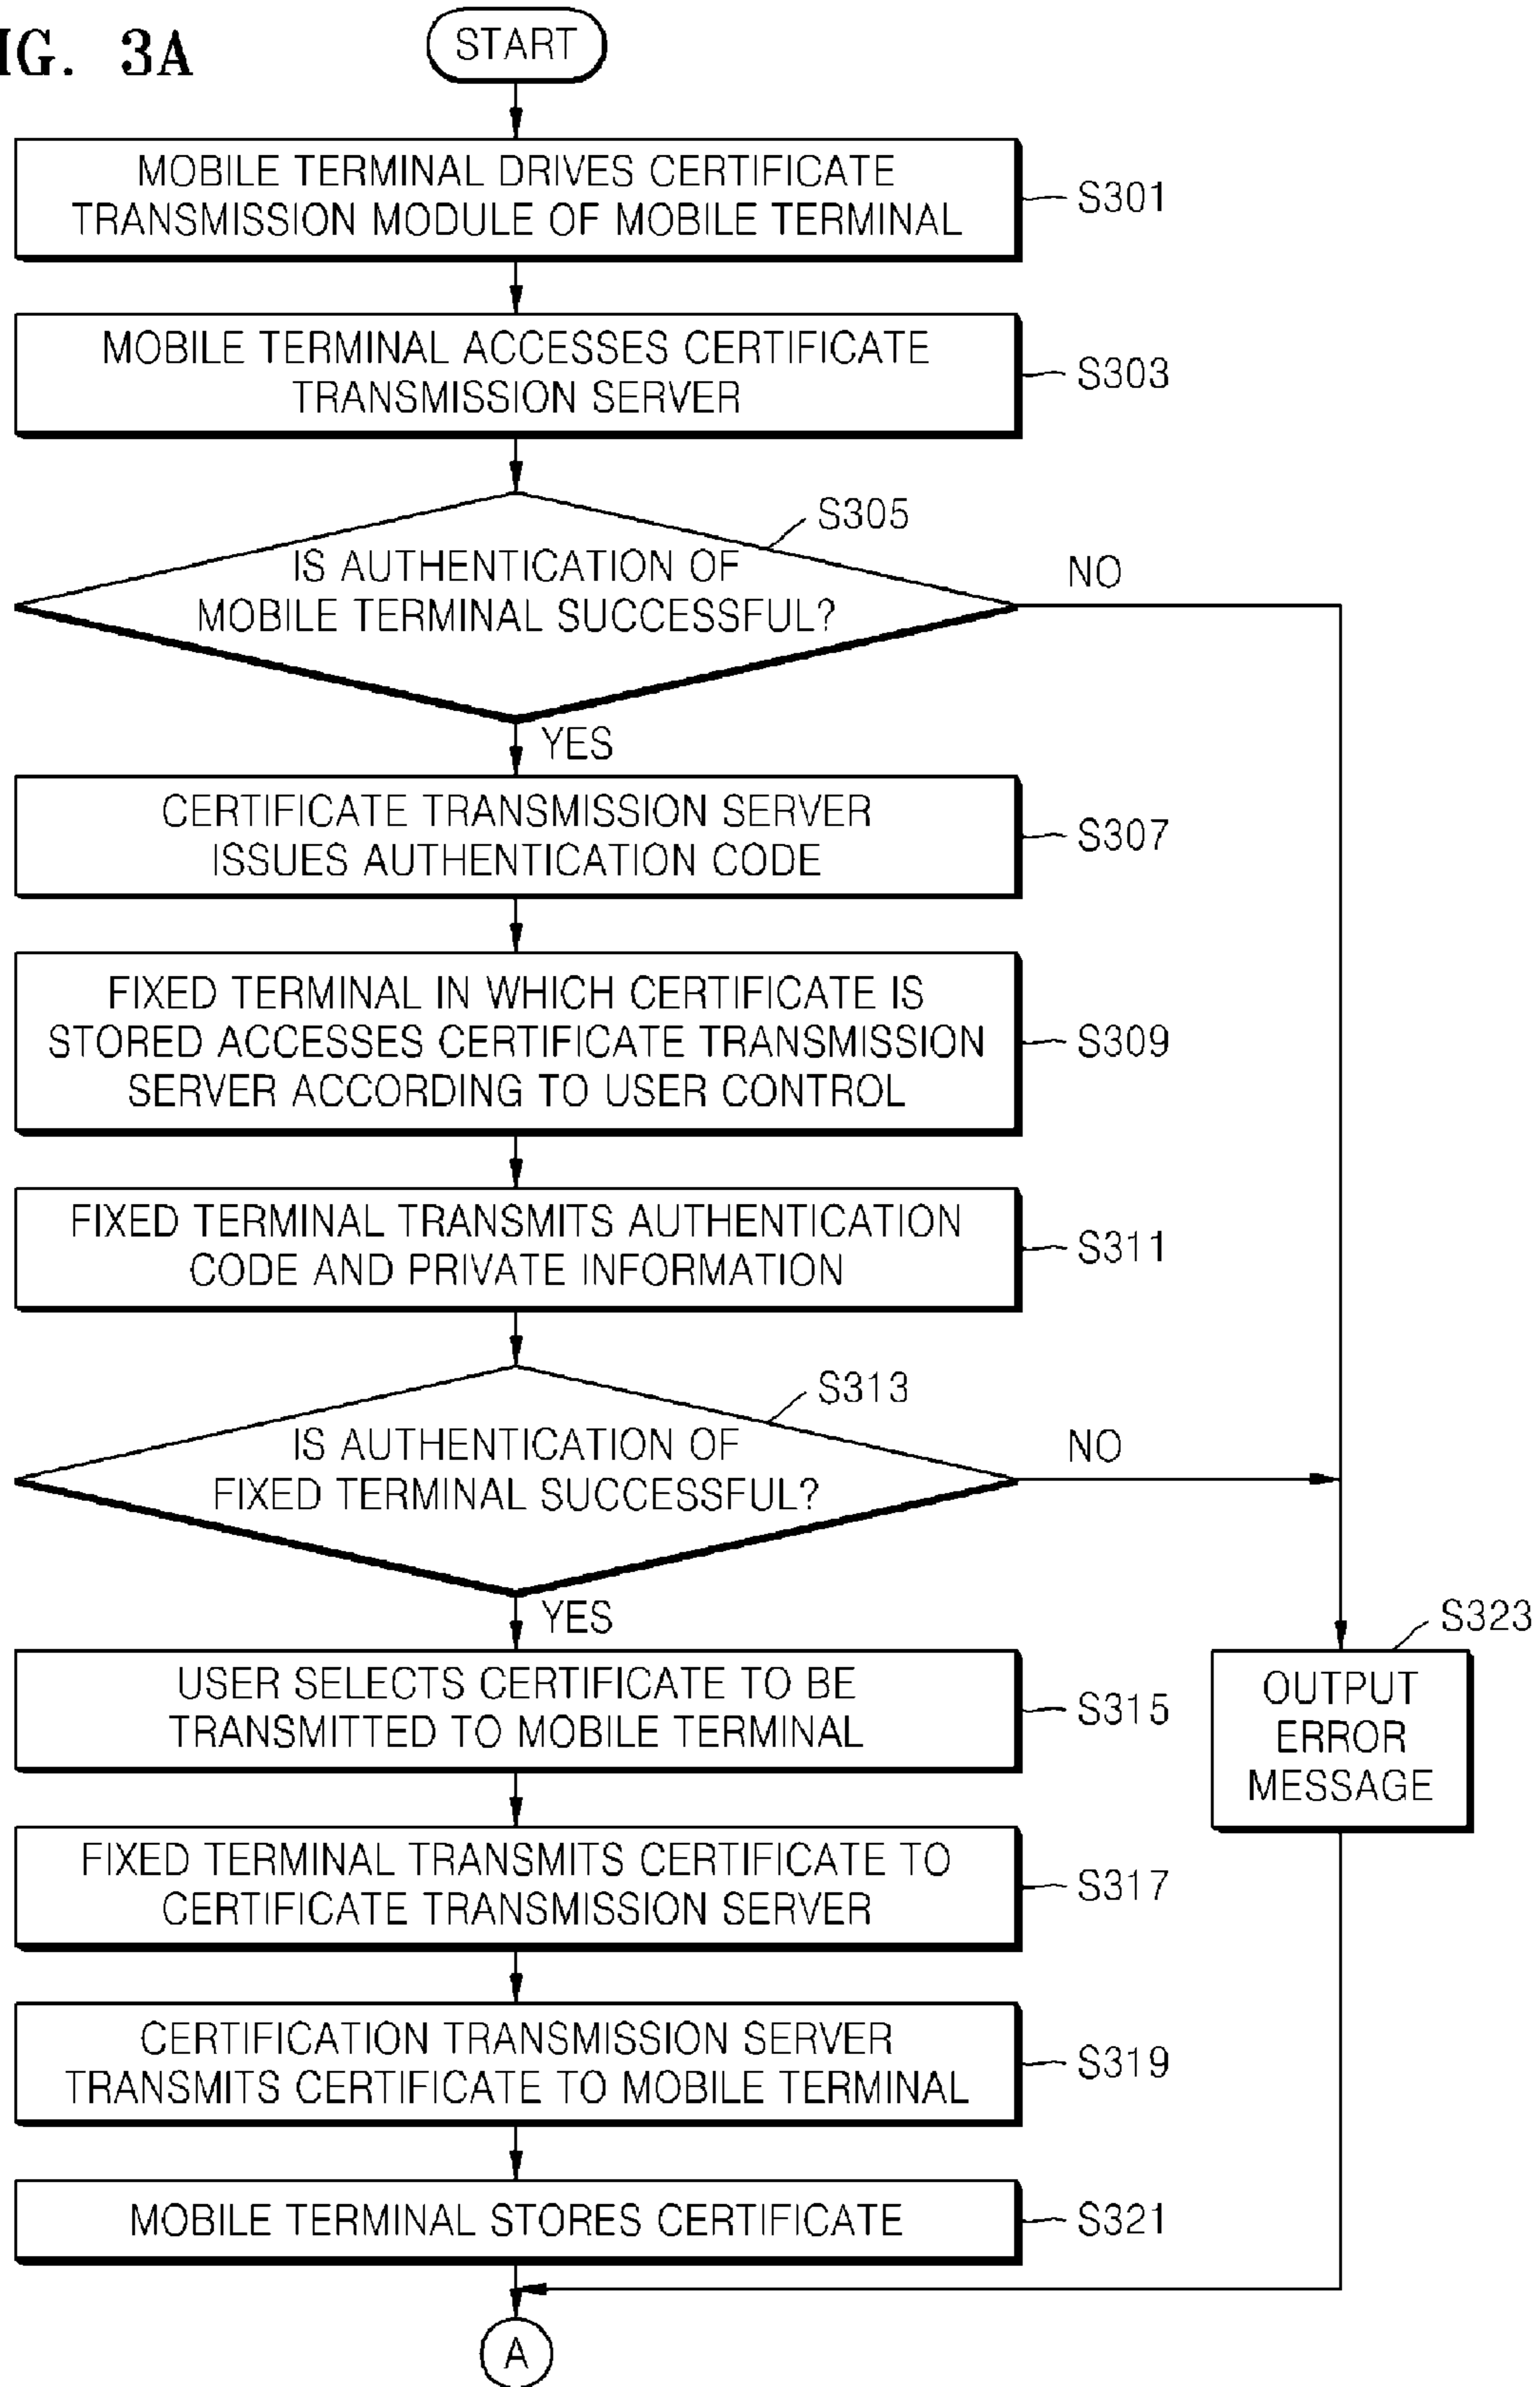 IG. 3A
START
MOBILE TERMINAL DRIVES CERTIFICATE
TRANSMISSION MODULE OF MOBILE TERMINAL
S301
MOBILE TERMINAL ACCESSES CERTIFICATE
TRANSMISSION SERVER
S303
S305
IS AUTHENTICATION OF
MOBILE TERMINAL SUCCESSFUL?
NO
YES
CERTIFICATE TRANSMISSION SERVER
ISSUES AUTHENTICATION CODE
S307
FIXED TERMINAL IN WHICH CERTIFICATE IS
STORED ACCESSES CERTIFICATE TRANSMISSION
SERVER ACCORDING TO USER CONTROL
S309
FIXED TERMINAL TRANSMITS AUTHENTICATION
CODE AND PRIVATE INFORMATION
S311
S313
IS AUTHENTICATION OF
FIXED TERMINAL SUCCESSFUL?
NO
YES
USER SELECTS CERTIFICATE TO BE
TRANSMITTED TO MOBILE TERMINAL
S315
S323
OUTPUT
ERROR
MESSAGE
FIXED TERMINAL TRANSMITS CERTIFICATE TO
CERTIFICATE TRANSMISSION SERVER
S317
CERTIFICATION TRANSMISSION SERVER
TRANSMITS CERTIFICATE TO MOBILE TERMINAL
S319
MOBILE TERMINAL STORES CERTIFICATE
S321
A